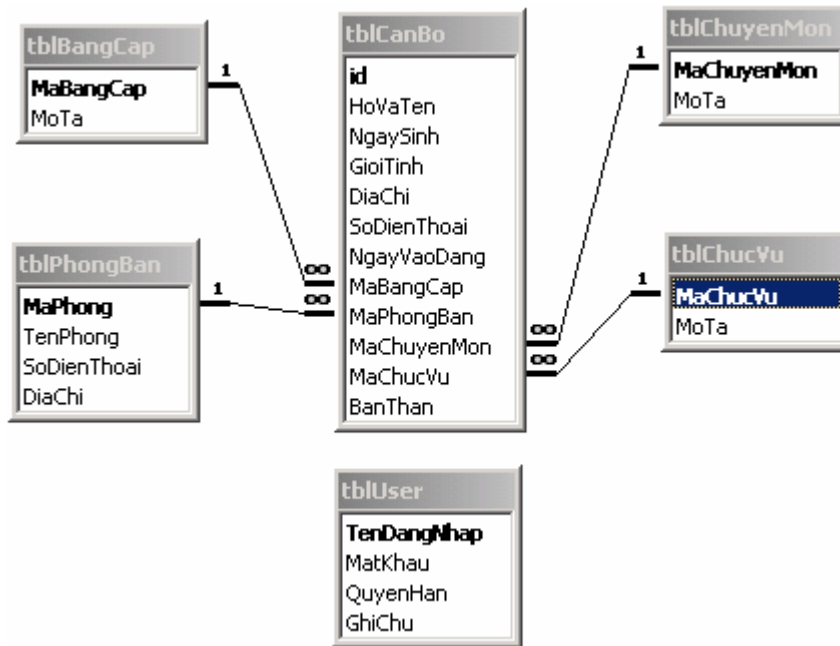 tblBangCap
MaBangCap
MoTa
1
tblPhongBan
MaPhong
TenPhong
SoDienThoai
DiaChi
1
tblCanBo
id
HoVaTen
NgaySinh
GioiTinh
DiaChi
SoDienThoai
NgayVaoDang
MaBangCap
MaPhongBan
MaChuyenMon
MaChucVu
BanThan
∞
∞
∞
∞
tblChuyenMon
MaChuyenMon
MoTa
1
tblChucVu
MaChucVu
MoTa
1
tblUser
TenDangNhap
MatKhau
QuyenHan
GhiChu